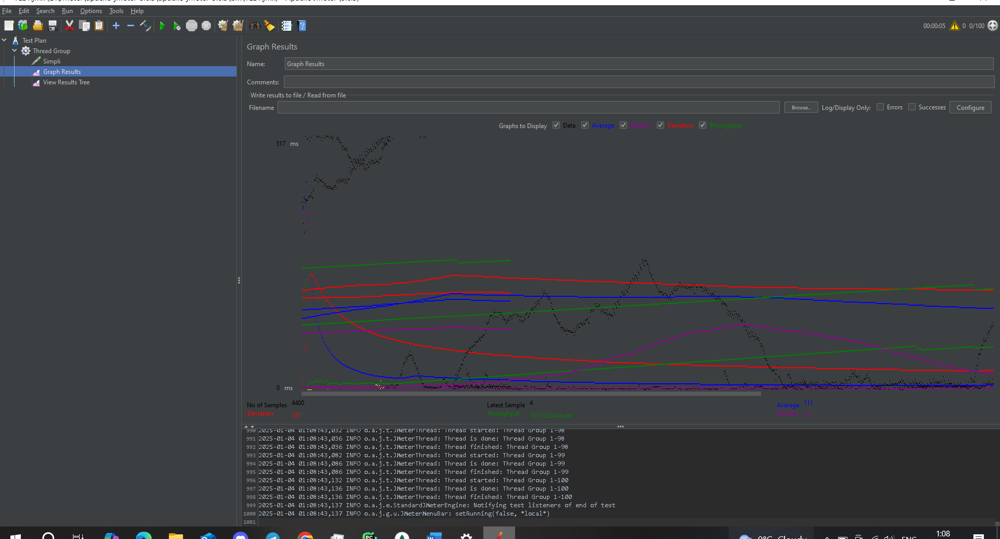 File Edit Search Run Options Tools Help
00:00:05 0 0/100
Test Plan
Thread Group
Simpli
Graph Results
View Results Tree
Graph Results
Name: Graph Results
Comments:
Write results to file / Read from file
Filename Browse... Log/Display Only: Errors Successes Configure
Graphs to Display Data Average Median Deviation Throughput
317 ms
0 ms
No of Samples 4400 Latest Sample 4 Average 111
Deviation 121 Throughput 161,052/minute Median
990 2025-01-04 01:08:43,032 INFO o.a.j.t.JMeterThread: Thread started: Thread Group 1-98
991 2025-01-04 01:08:43,036 INFO o.a.j.t.JMeterThread: Thread is done: Thread Group 1-98
992 2025-01-04 01:08:43,036 INFO o.a.j.t.JMeterThread: Thread finished: Thread Group 1-98
993 2025-01-04 01:08:43,082 INFO o.a.j.t.JMeterThread: Thread started: Thread Group 1-99
994 2025-01-04 01:08:43,086 INFO o.a.j.t.JMeterThread: Thread is done: Thread Group 1-99
995 2025-01-04 01:08:43,086 INFO o.a.j.t.JMeterThread: Thread finished: Thread Group 1-99
996 2025-01-04 01:08:43,132 INFO o.a.j.t.JMeterThread: Thread started: Thread Group 1-100
997 2025-01-04 01:08:43,136 INFO o.a.j.t.JMeterThread: Thread is done: Thread Group 1-100
998 2025-01-04 01:08:43,136 INFO o.a.j.t.JMeterThread: Thread finished: Thread Group 1-100
999 2025-01-04 01:08:43,137 INFO o.a.j.e.StandardJMeterEngine: Notifying test listeners of end of test
1000 2025-01-04 01:08:43,137 INFO o.a.j.g.u.JMeterMenuBar: setRunning(false, *local*)
1001
1:08
Cloudy ENG